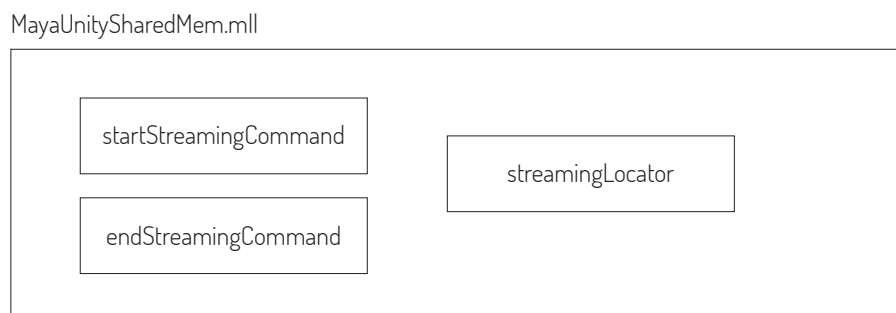 MayaUnitySharedMem.mll
startStreamingCommand
streamingLocator
endStreamingCommand